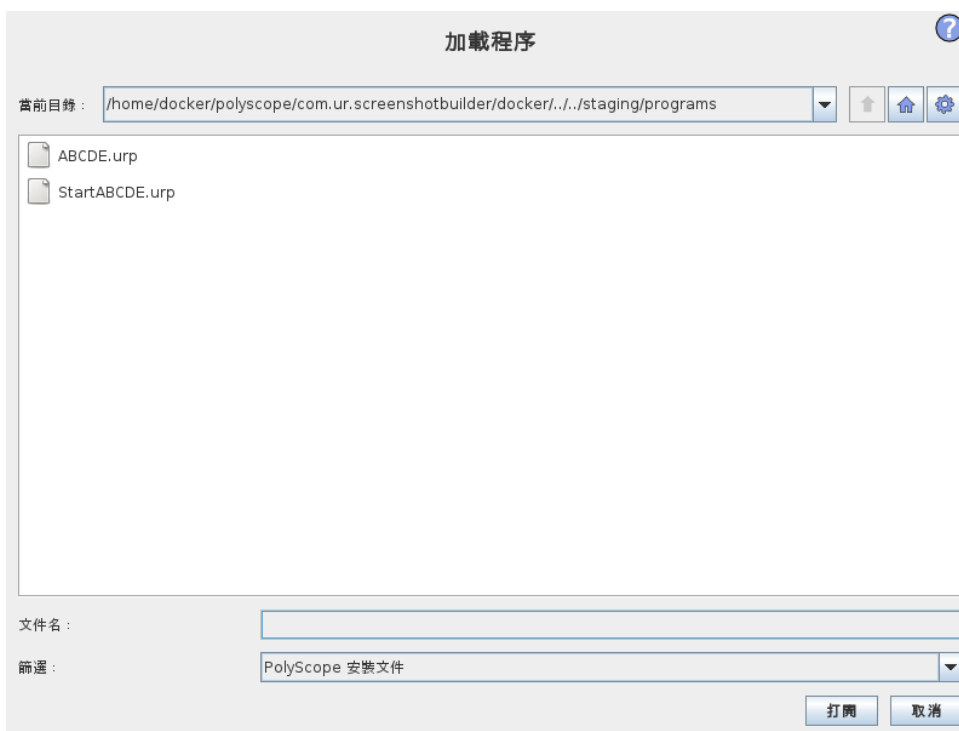 加載程序
?
當前目錄：
/home/docker/polyscope/com.ur.screenshotbuilder/docker/../../staging/programs
ABCDE.urp
StartABCDE.urp
文件名：
篩選：
PolyScope 安裝文件
打開
取消